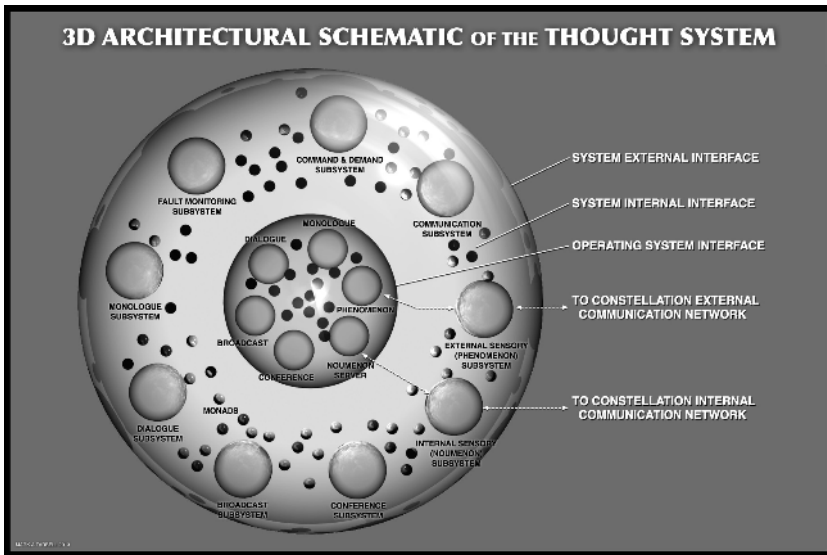 3D ARCHITECTURAL SCHEMATIC OF THE THOUGHT SYSTEM
COMMAND & DEMAND
SUBSYSTEM
FAULT MONITORING
SUBSYSTEM
COMMUNICATION
SUBSYSTEM
SYSTEM EXTERNAL INTERFACE
SYSTEM INTERNAL INTERFACE
OPERATING SYSTEM INTERFACE
MONOLOGUE
DIALOGUE
PHENOMENON
BROADCAST
CONFERENCE
NOUMENON
SERVER
MONOLOGUE
SUBSYSTEM
TO CONSTELLATION EXTERNAL
COMMUNICATION NETWORK
EXTERNAL SENSORY
(PHENOMENON)
SUBSYSTEM
TO CONSTELLATION INTERNAL
COMMUNICATION NETWORK
MONADS
DIALOGUE
SUBSYSTEM
INTERNAL SENSORY
(NOUMENON)
SUBSYSTEM
BROADCAST
SUBSYSTEM
CONFERENCE
SUBSYSTEM